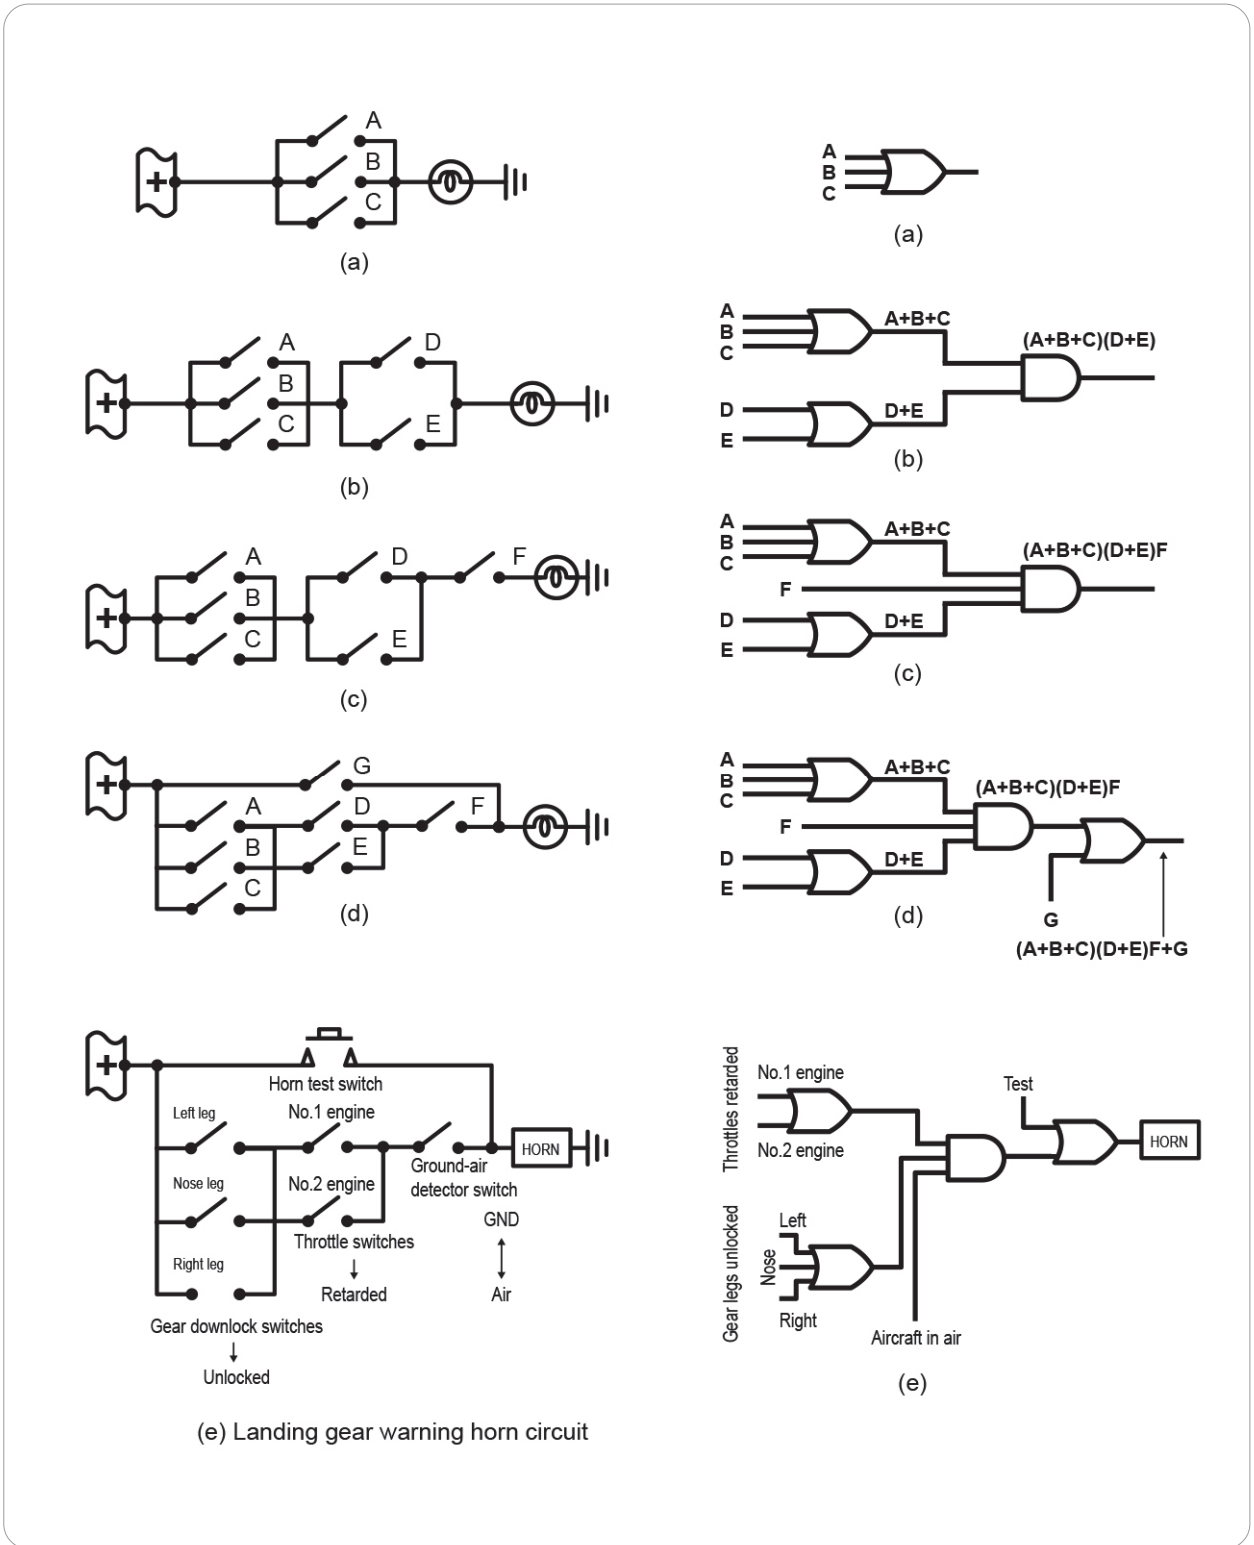 A
B
C
+
(a)
A
B
C
(a)
A
B
C
D
E
+
(b)
A
B
C
A+B+C
(A+B+C)(D+E)
D
E
D+E
(b)
A
B
C
D
E
F
+
(c)
A
B
C
A+B+C
(A+B+C)(D+E)F
F
D
E
D+E
(c)
+
G
A
D
F
B
E
C
(d)
A
B
C
A+B+C
(A+B+C)(D+E)F
F
D
E
D+E
G
(d)
(A+B+C)(D+E)F+G
+
Horn test switch
Left leg
No.1 engine
HORN
Ground-air
detector switch
Nose leg
No.2 engine
GND
Throttle switches
Right leg
Retarded
Air
Gear downlock switches
Unlocked
(e) Landing gear warning horn circuit
Throttles retarded
No.1 engine
No.2 engine
Test
HORN
Gear legs unlocked
Left
Nose
Right
Aircraft in air
(e)